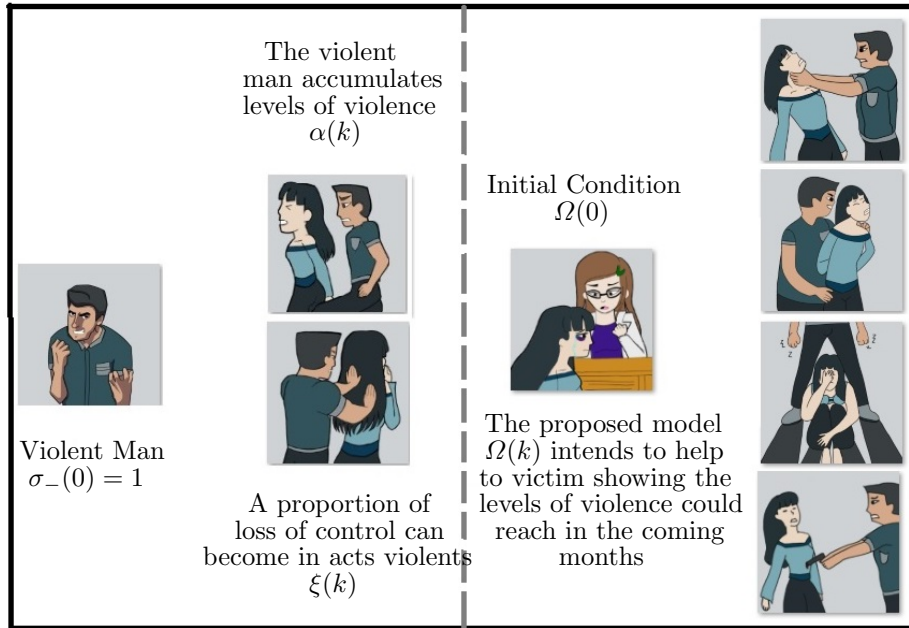 The violent
man accumulates
levels of violence
α(k)
Violent Man
σ₋(0) = 1
A proportion of
loss of control can
become in acts violents
ξ(k)
Initial Condition
Ω(0)
The proposed model
Ω(k) intends to help
to victim showing the
levels of violence could
reach in the coming
months
z
z
z
z